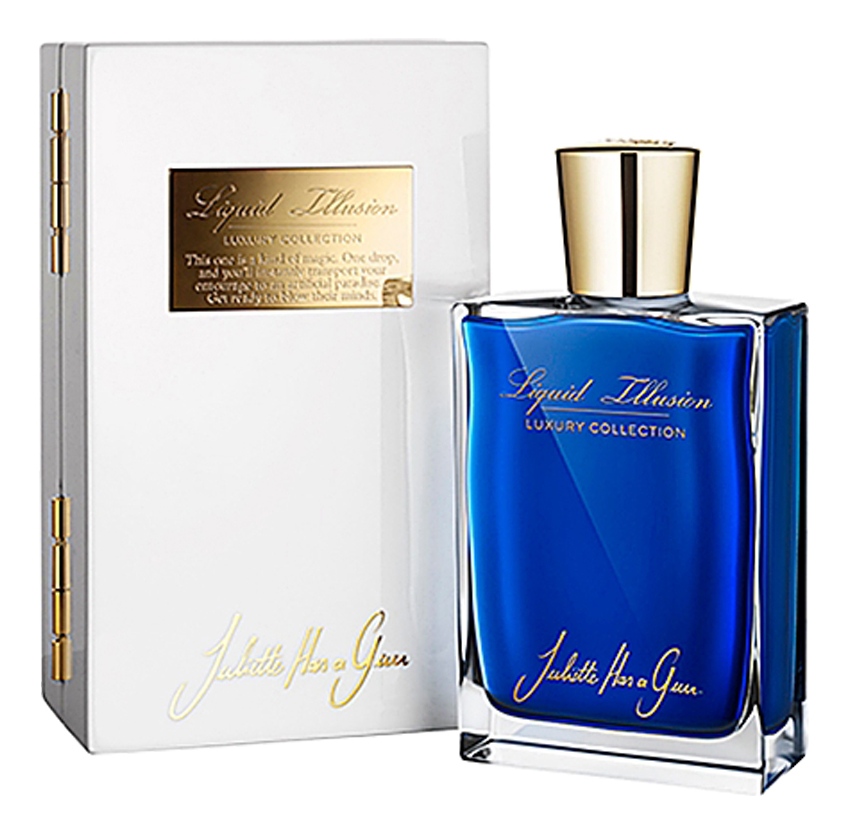 Liquid Illusion
LUXURY COLLECTION
This one is a kind of magic. One drop,
and you'll instantly transport your
entourage to an artificial paradise.
Get ready to blow their minds.
Juliette Has a Gun
Liquid Illusion
LUXURY COLLECTION
Juliette Has a Gun